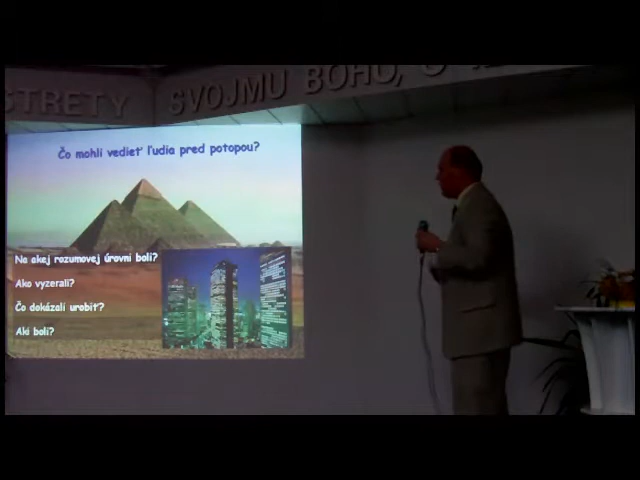 STRETY SVOJMU BOHU,
Čo mohli vedieť ľudia pred potopou?
Na akej rozumovej úrovni boli?
Ako vyzerali?
Čo dokázali urobiť?
Akí boli?